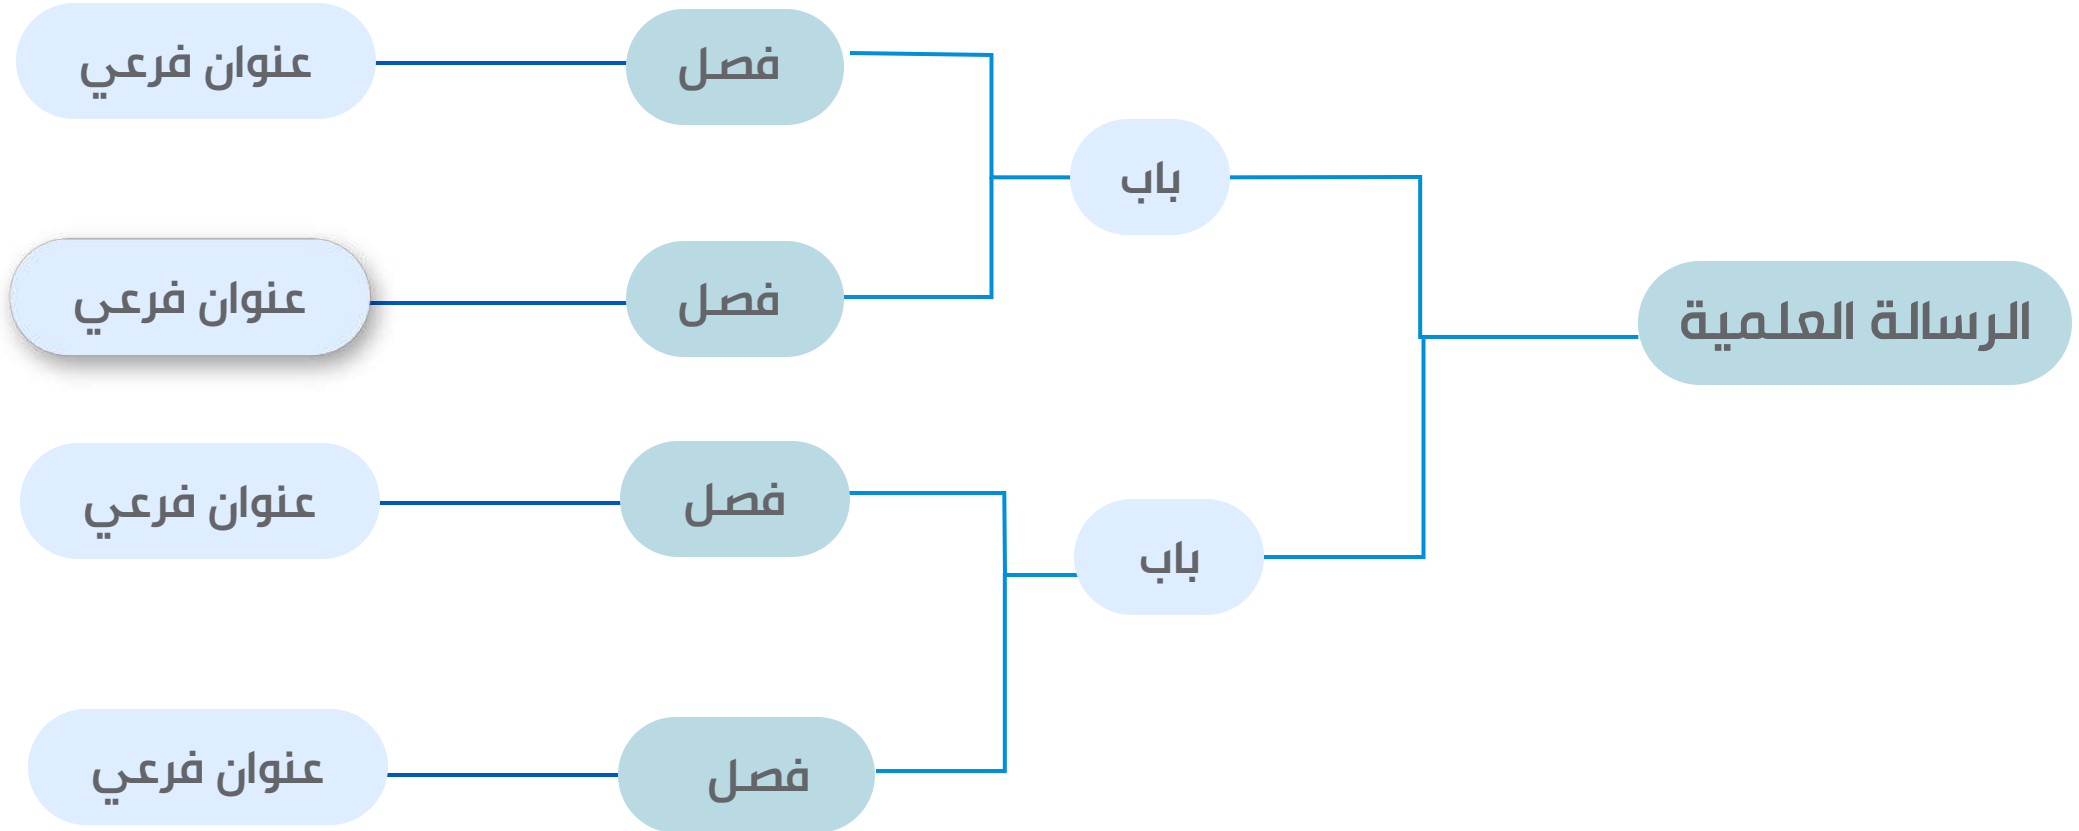 الرسالة العلمية
باب
فصل
عنوان فرعي
فصل
عنوان فرعي
باب
فصل
عنوان فرعي
فصل
عنوان فرعي